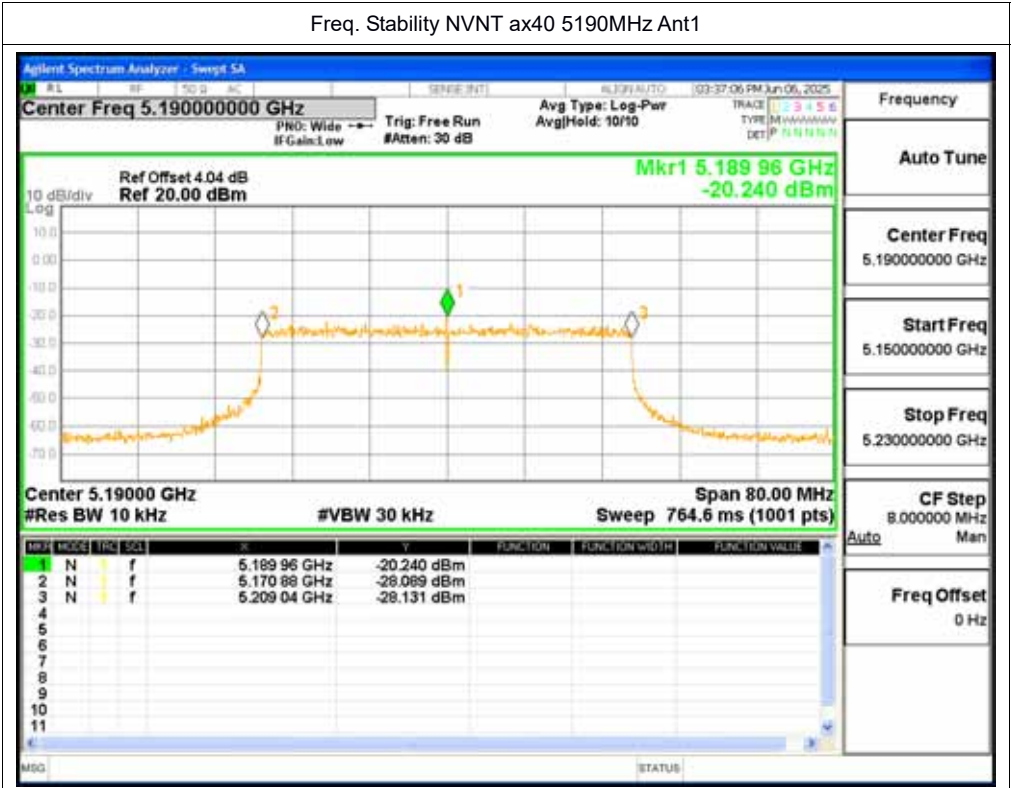 Freq. Stability NVNT ax40 5190MHz Ant1
Agilent Spectrum Analyzer - Swept SA
RL RF 50 Ω AC SENSE:INT ALIGN AUTO 03:37:06 PM Jun 06, 2025
Center Freq 5.190000000 GHz
PNO: Wide
IFGain:Low
Trig: Free Run
#Atten: 30 dB
Avg Type: Log-Pwr
Avg|Hold: 10/10
TRACE 1 2 3 4 5 6
TYPE M
DET P N N N N N
Frequency
Auto Tune
Center Freq
5.190000000 GHz
Start Freq
5.150000000 GHz
Stop Freq
5.230000000 GHz
CF Step
8.000000 MHz
Auto Man
Freq Offset
0 Hz
Mkr1 5.189 96 GHz
-20.240 dBm
Ref Offset 4.04 dB
10 dB/div Ref 20.00 dBm
Log
10.0
0.00
-10.0
-20.0
-30.0
-40.0
-50.0
-60.0
-70.0
2
1
3
Center 5.19000 GHz Span 80.00 MHz
#Res BW 10 kHz #VBW 30 kHz Sweep 764.6 ms (1001 pts)
MKR MODE TRC SCL X Y FUNCTION FUNCTION WIDTH FUNCTION VALUE
1 N 1 f 5.189 96 GHz -20.240 dBm
2 N 1 f 5.170 88 GHz -28.089 dBm
3 N 1 f 5.209 04 GHz -28.131 dBm
4
5
6
7
8
9
10
11
MSG STATUS